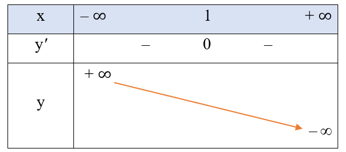 x – ∞ 1 + ∞
y′ – 0 –
+ ∞
y
– ∞